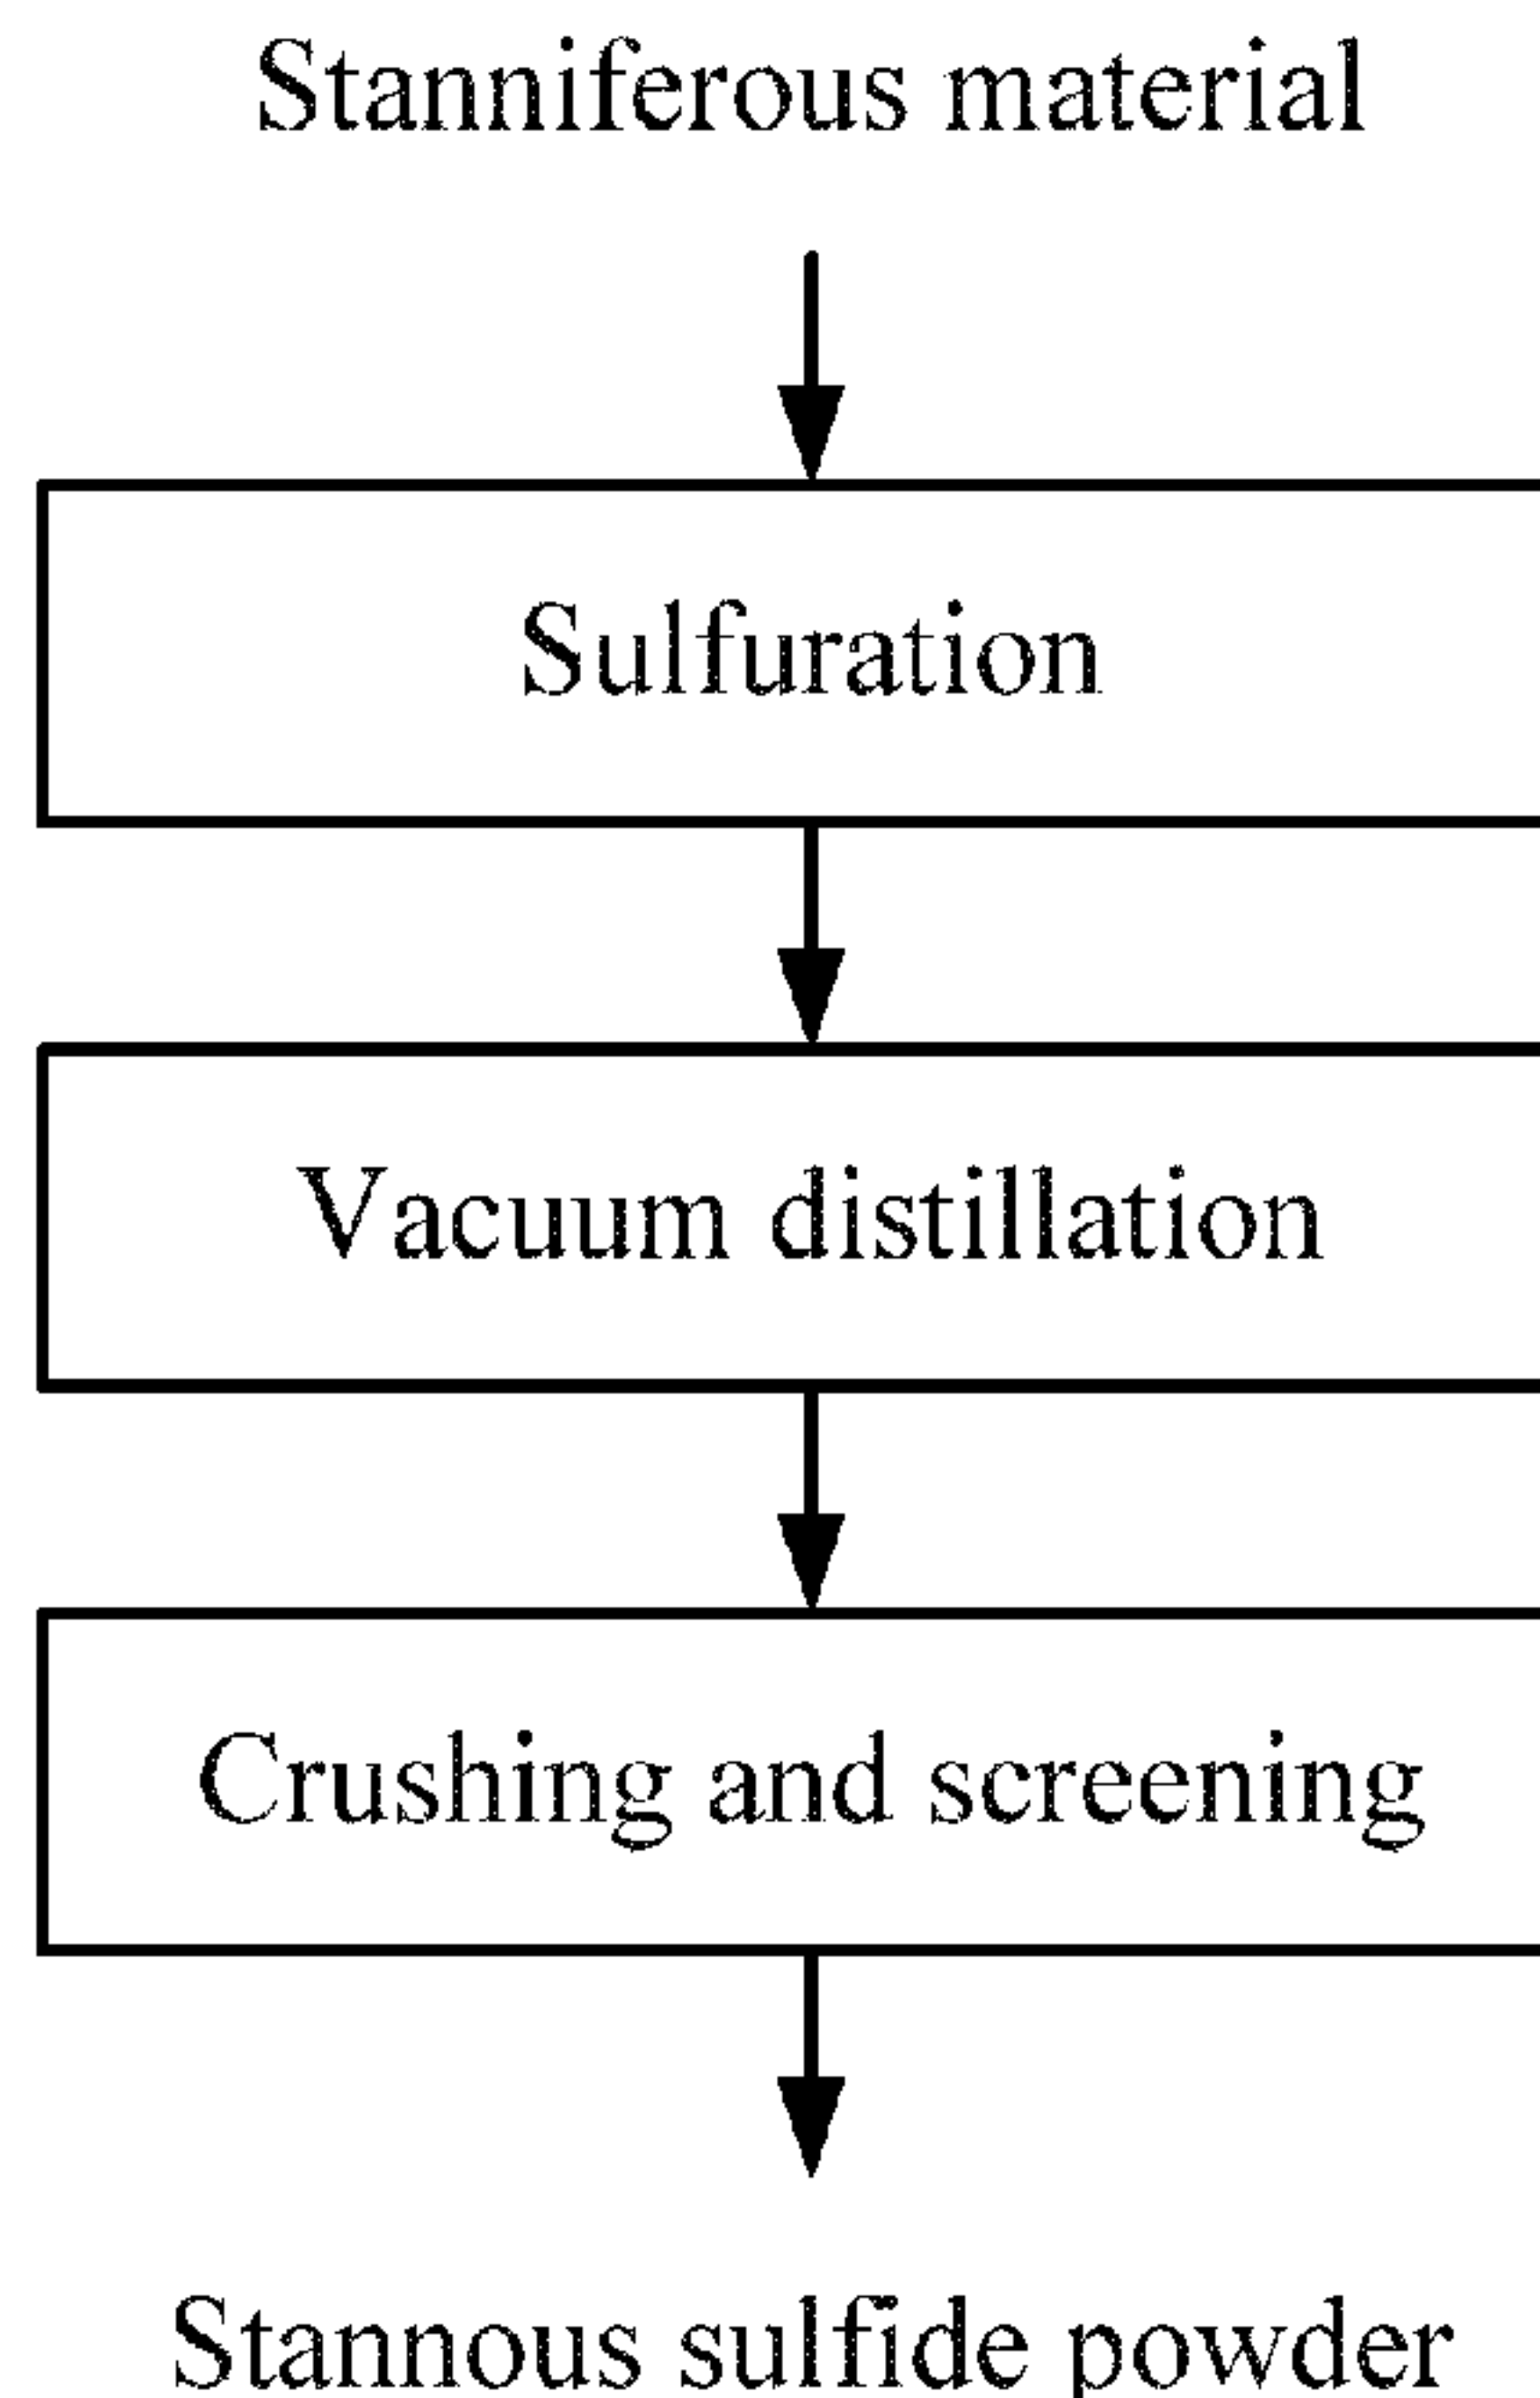 Stanniferous material
Sulfuration
Vacuum distillation
Crushing and screening
Stannous sulfide powder